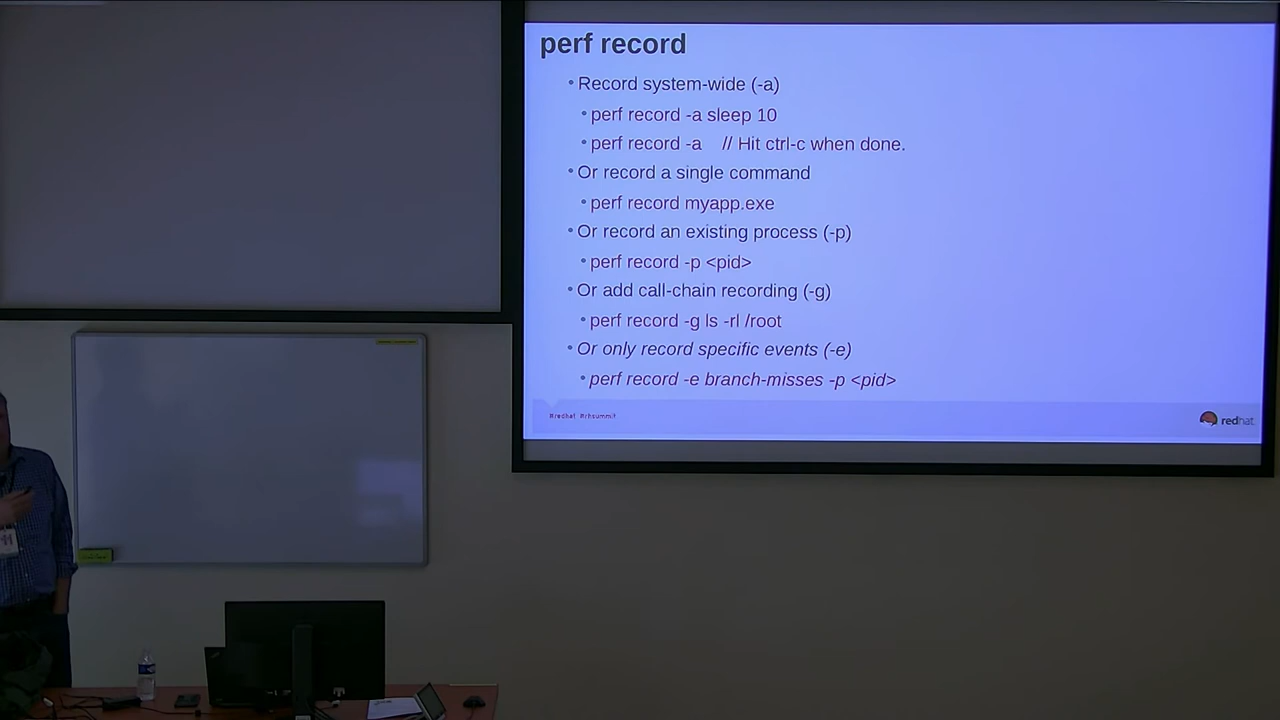 perf record
• Record system-wide (-a)
• perf record -a sleep 10
• perf record -a // Hit ctrl-c when done.
• Or record a single command
• perf record myapp.exe
• Or record an existing process (-p)
• perf record -p <pid>
• Or add call-chain recording (-g)
• perf record -g ls -rl /root
• Or only record specific events (-e)
• perf record -e branch-misses -p <pid>
#redhat #rhsummit
redhat.